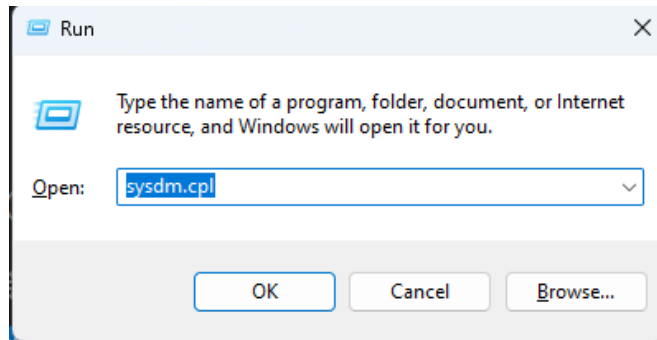 Run
Type the name of a program, folder, document, or Internet
resource, and Windows will open it for you.
Open: sysdm.cpl
OK Cancel Browse...